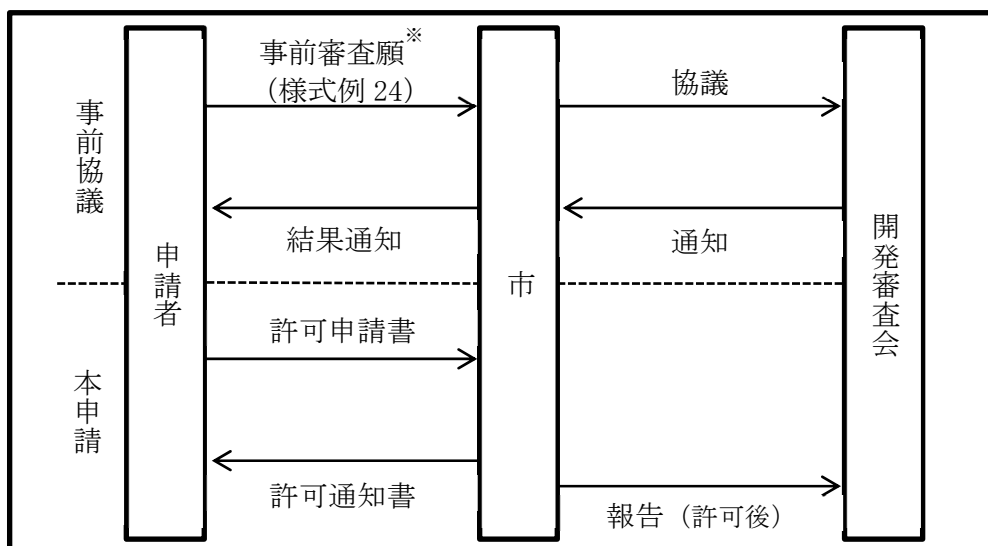 事前協議
本申請
申請者
市
開発審査会
事前審査願※
(様式例 24)
協議
結果通知
通知
許可申請書
許可通知書
報告（許可後）